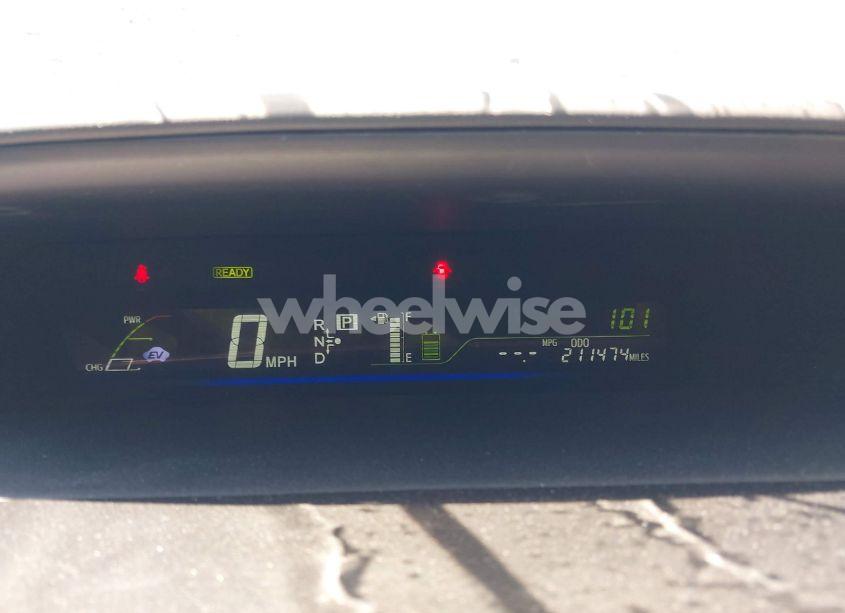 READY
wheelwise
PWR
EV
CHG
0 MPH
R
N
D
P
F
E
101
MPG ODO
--.- 211474 MILES